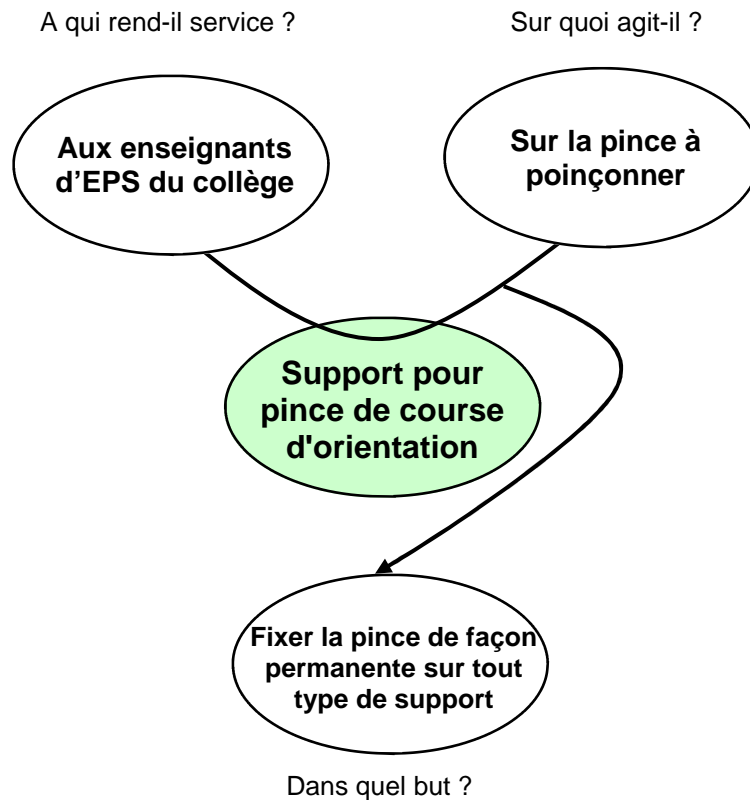 A qui rend-il service ?
Sur quoi agit-il ?
Aux enseignants
d’EPS du collège
Sur la pince à
poinçonner
Support pour
pince de course
d'orientation
Fixer la pince de façon
permanente sur tout
type de support
Dans quel but ?